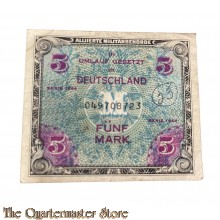 ALLIIERTE MILITÄRBEHÖRDE
IN UMLAUF GESETZT IN
5 DEUTSCHLAND 5
SERIE 1944
049708723
SERIE 1944
5 FÜNF MARK 5
The Quartermaster Store